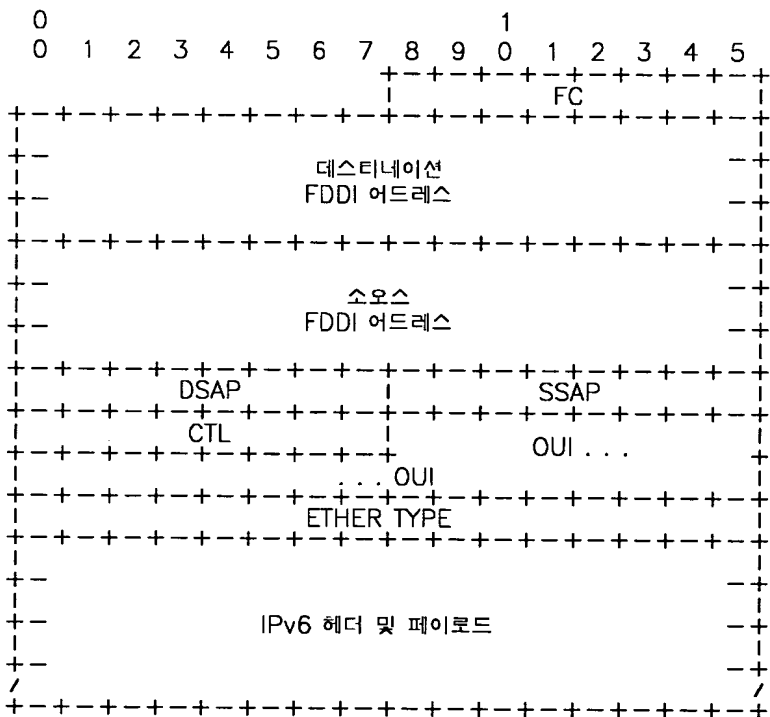 0 1
0 1 2 3 4 5 6 7 8 9 0 1 2 3 4 5
FC
데스티네이션
FDDI 어드레스
소오스
FDDI 어드레스
DSAP SSAP
CTL OUI . . .
. . . OUI
ETHER TYPE
IPv6 헤더 및 페이로드